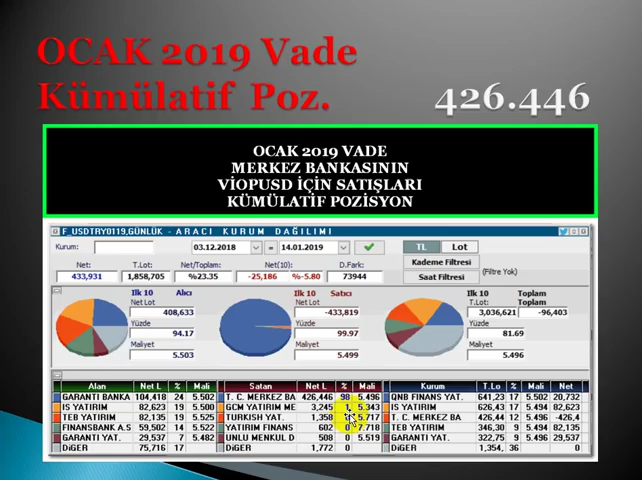 OCAK 2019 Vade
Kümülatif Poz. 426.446
OCAK 2019 VADE
MERKEZ BANKASININ
VİOPUSD İÇİN SATIŞLARI
KÜMÜLATİF POZİSYON
F_USDTRY0119,GÜNLÜK - ARACI KURUM DAĞILIMI
Kurum: 03.12.2018 = 14.01.2019 TL Lot
Kademe Filtresi
Saat Filtresi (Filtre Yok)
Net: T.Lot: Net/Toplam: Net(10): D.Fark:
433,931 1,858,705 %23.35 -25,186 %-5.80 73944
İlk 10 Alıcı İlk 10 Satıcı İlk 10 Toplam
Net Lot Net Lot T.Lot: Toplam
408,633 -433,819 3,036,621 -96,403
Yüzde Yüzde Yüzde
94.17 99.97 81.69
Maliyet Maliyet Maliyet
5.503 5.499 5.496
Alan Net L % Mali Satan Net L % Mali Kurum T.Lo % Mali Net
GARANTI BANKA 104,418 24 5.502 T. C. MERKEZ BA 426,446 98 5.496 QNB FINANS YAT. 641,23 17 5.502 20,732
IS YATIRIM 82,623 19 5.500 GCM YATIRIM ME 3,245 1 5.343 IS YATIRIM 626,43 17 5.494 82,623
TEB YATIRIM 82,135 19 5.525 TURKISH YAT. 1,358 5.717 T. C. MERKEZ BA 426,44 12 5.496 -426,4
FINANSBANK A.S 59,502 14 5.522 YATIRIM FINANS 602 7.718 TEB YATIRIM 346,30 9 5.494 82,135
GARANTI YAT. 29,537 7 5.482 UNLU MENKUL D 508 0 5.519 GARANTI YAT. 322,75 9 5.496 29,537
DiGER 75,716 17 DiGER 1,772 0 DiGER 1,354, 36 0